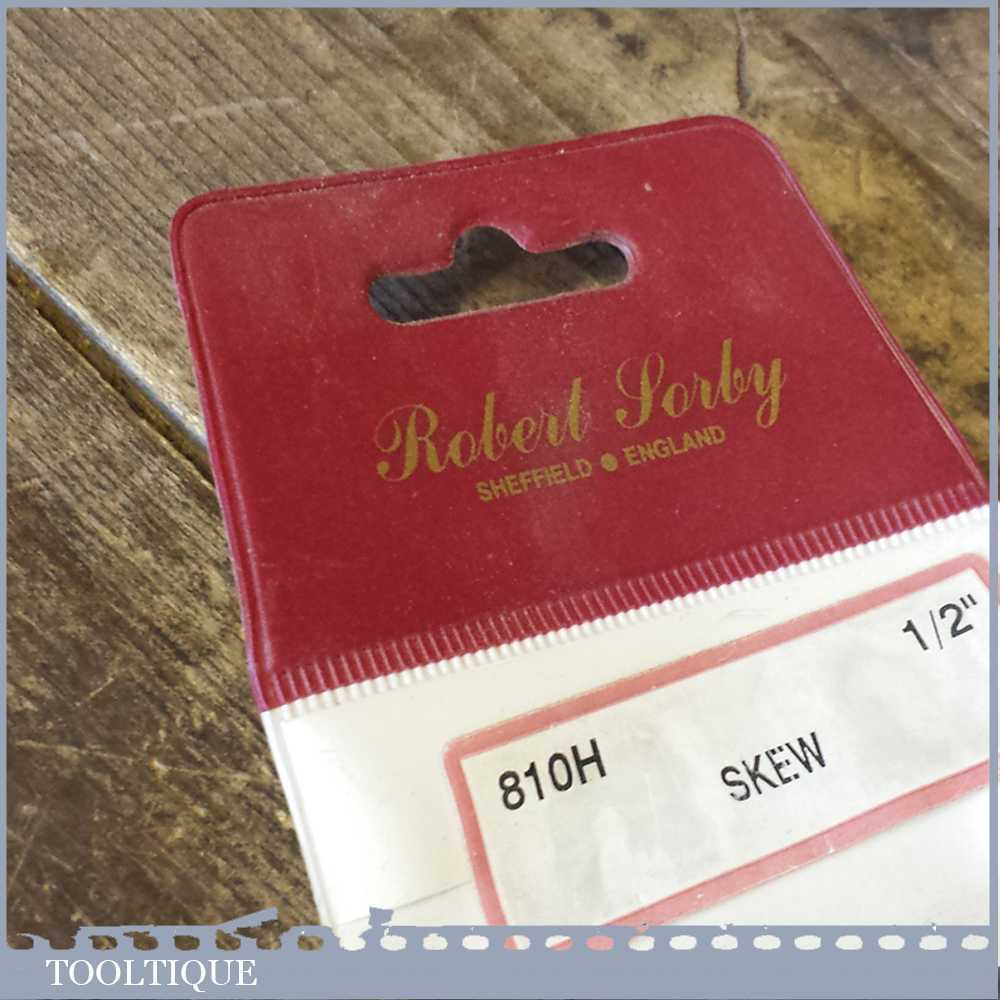 Robert Sorby
SHEFFIELD ● ENGLAND
1/2"
810H SKEW
TOOLTIQUE